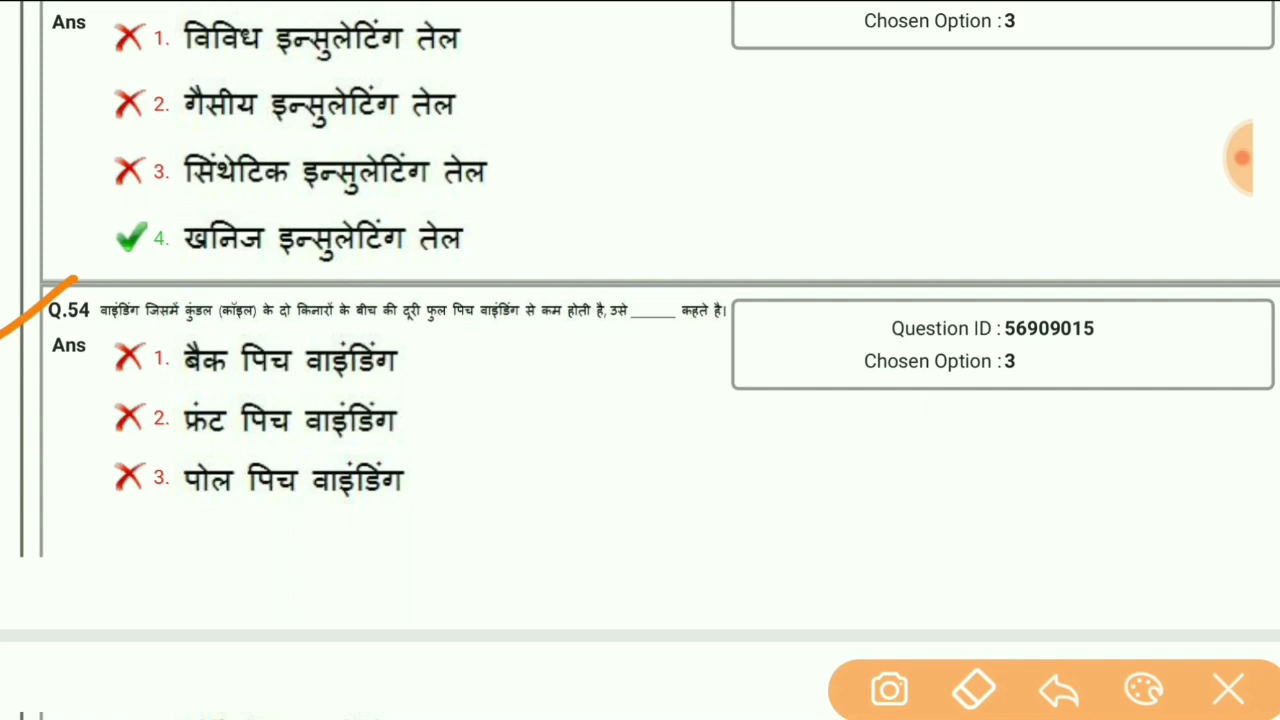 Ans
1. विविध इन्सुलेटिंग तेल
Chosen Option : 3
2. गैसीय इन्सुलेटिंग तेल
3. सिंथेटिक इन्सुलेटिंग तेल
4. खनिज इन्सुलेटिंग तेल
Q.54 वाइंडिंग जिसमें कुंडल (कॉइल) के दो किनारों के बीच की दूरी फुल पिच वाइंडिंग से कम होती है, उसे ______ कहते है।
Question ID : 56909015
Chosen Option : 3
Ans
1. बैक पिच वाइंडिंग
2. फ्रंट पिच वाइंडिंग
3. पोल पिच वाइंडिंग